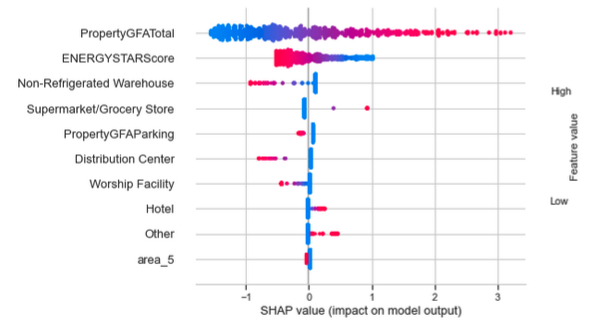 PropertyGFATotal
ENERGYSTARScore
Non-Refrigerated Warehouse
Supermarket/Grocery Store
PropertyGFAParking
Distribution Center
Worship Facility
Hotel
Other
area_5
−1 0 1 2 3
SHAP value (impact on model output)
High
Feature value
Low